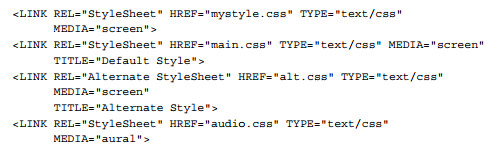 <LINK REL="StyleSheet" HREF="mystyle.css" TYPE="text/css"
MEDIA="screen">
<LINK REL="StyleSheet" HREF="main.css" TYPE="text/css" MEDIA="screen"
TITLE="Default Style">
<LINK REL="Alternate StyleSheet" HREF="alt.css" TYPE="text/css"
MEDIA="screen"
TITLE="Alternate Style">
<LINK REL="StyleSheet" HREF="audio.css" TYPE="text/css"
MEDIA="aural">